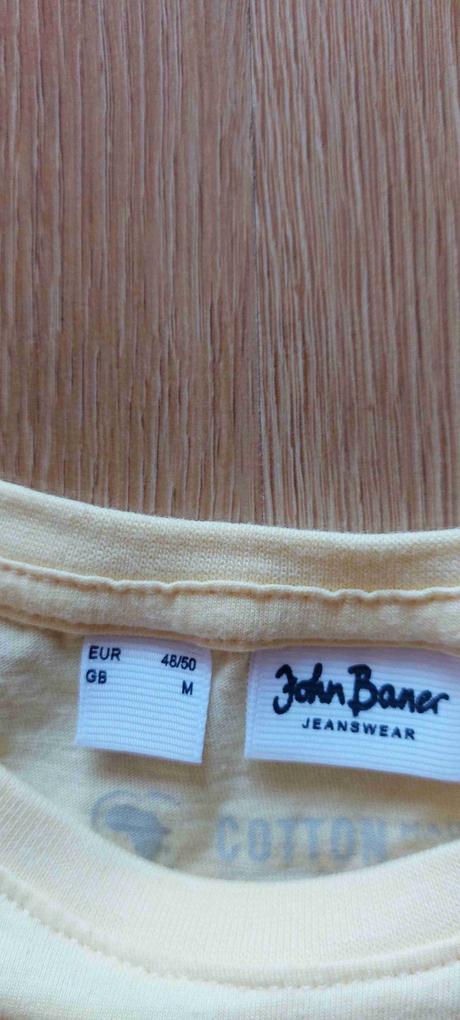 EUR 48/50
GB M
John Baner
JEANSWEAR
COTTON